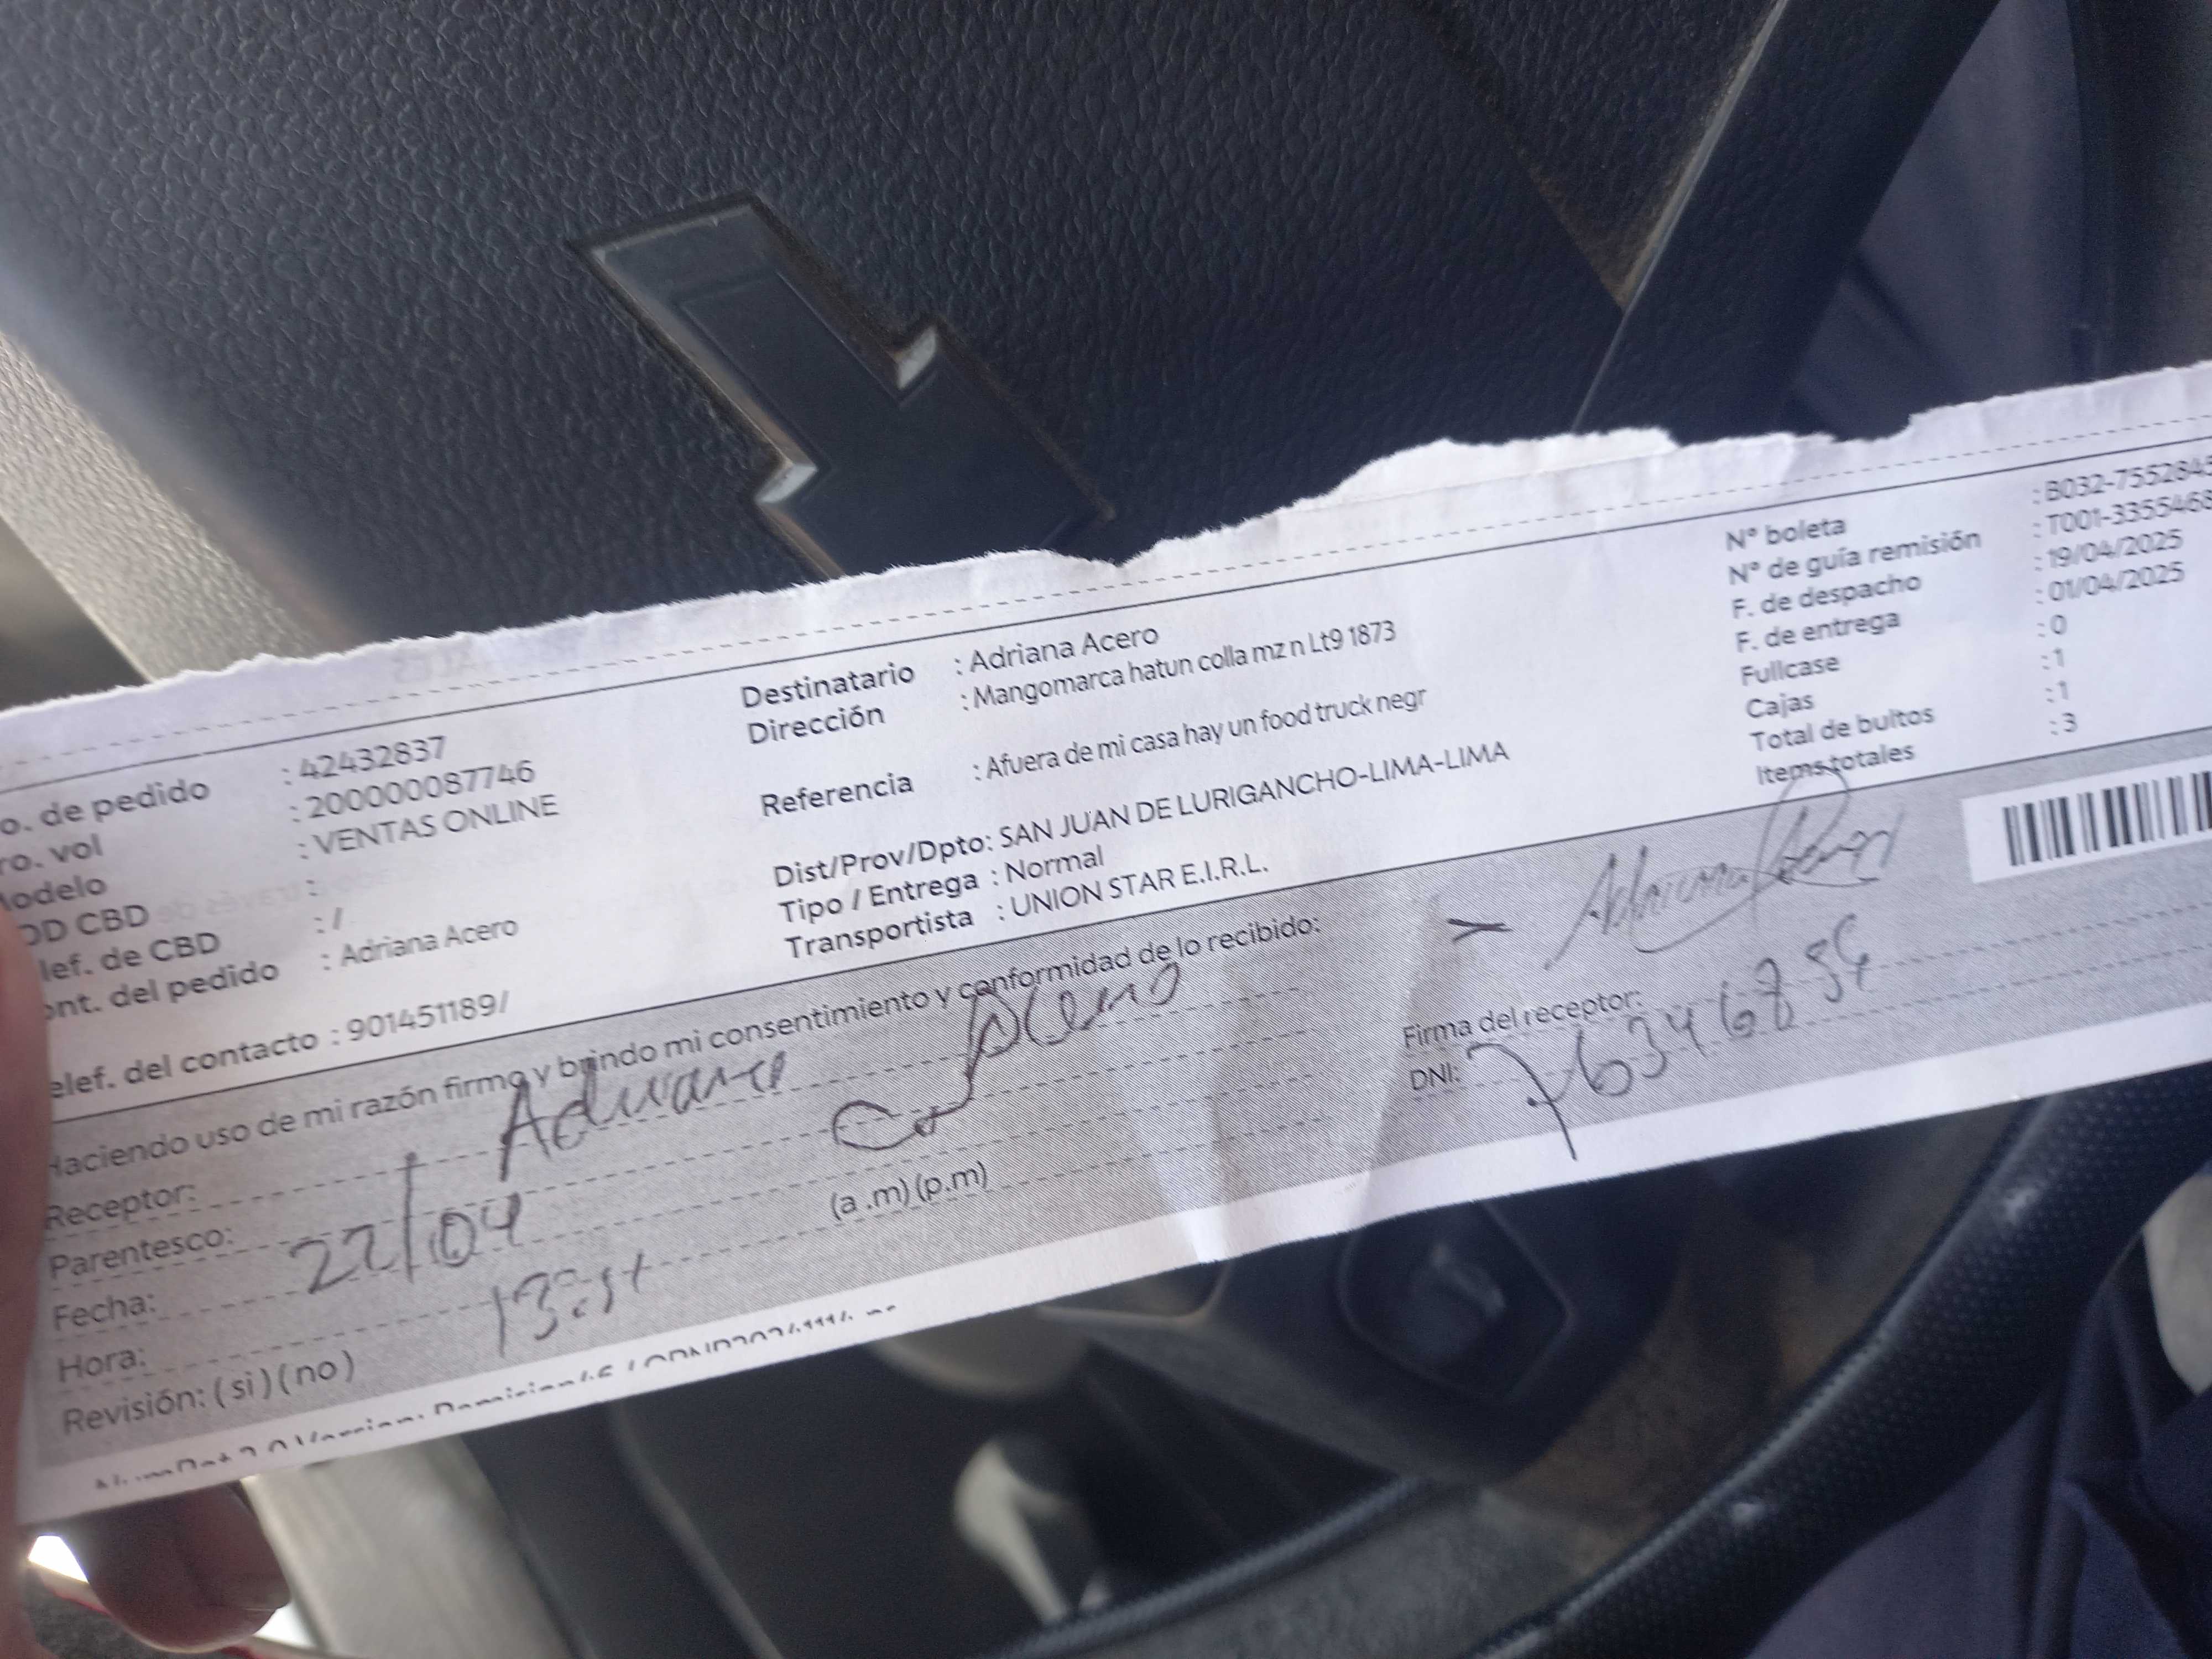 o. de pedido : 42432837
ro. vol : 200000087746
Modelo : VENTAS ONLINE
OD CBD :
lef. de CBD : /
ont. del pedido : Adriana Acero
elef. del contacto : 901451189/
Destinatario : Adriana Acero
Dirección : Mangomarca hatun colla mz n Lt9 1873
Referencia : Afuera de mi casa hay un food truck negr
Dist/Prov/Dpto: SAN JUAN DE LURIGANCHO-LIMA-LIMA
Tipo / Entrega : Normal
Transportista : UNION STAR E.I.R.L.
N° boleta : B032-755284
N° de guía remisión : T001-3355468
F. de despacho : 19/04/2025
F. de entrega : 01/04/2025
Fullcase : 0
Cajas : 1
Total de bultos : 1
Items totales : 3
Haciendo uso de mi razón firmo y brindo mi consentimiento y conformidad de lo recibido:
Receptor:
Parentesco:
Fecha: 22/04
Hora: (a .m) (p.m)
Revisión: ( si ) ( no )
Firma del receptor:
DNI: